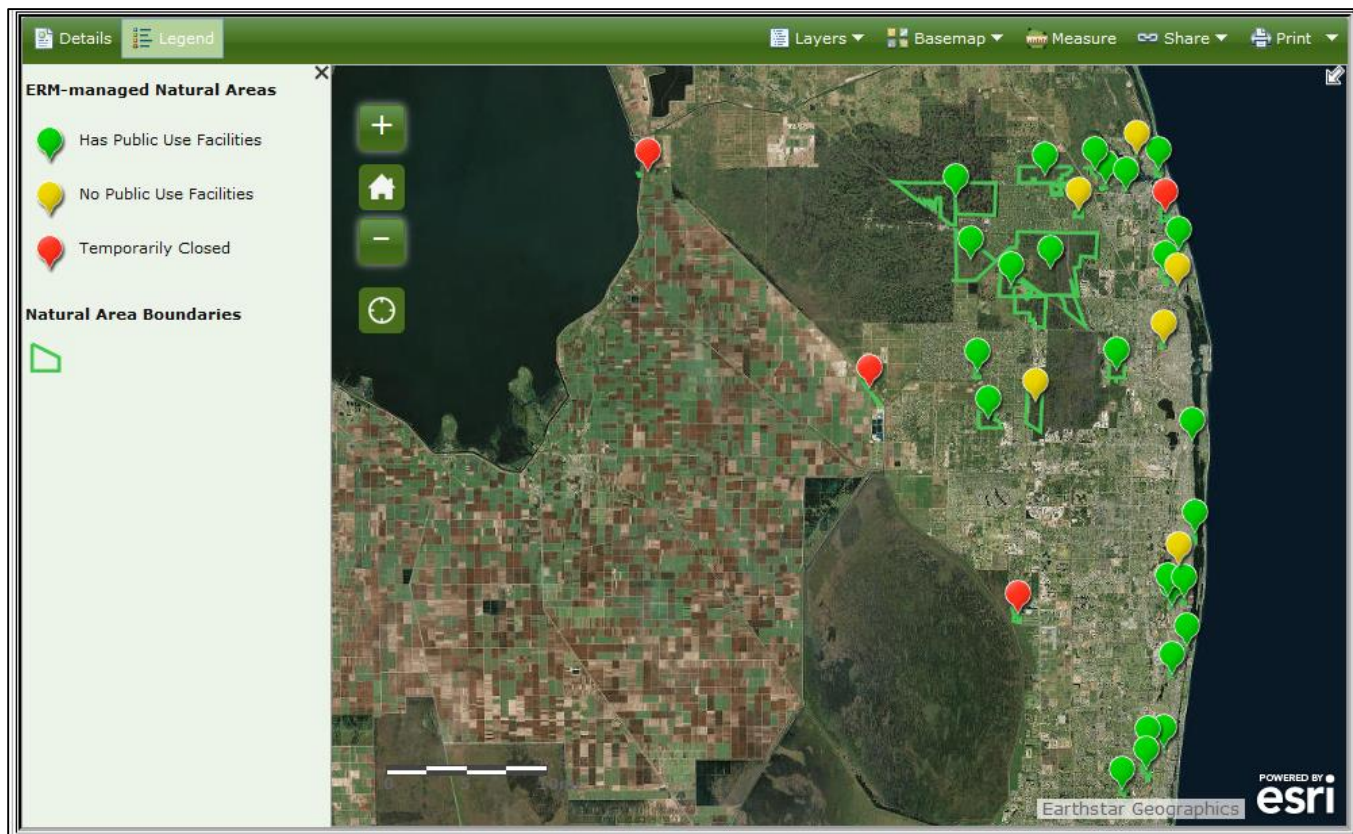 Details
Legend
Layers
Basemap
Measure
Share
Print
ERM-managed Natural Areas
Has Public Use Facilities
No Public Use Facilities
Temporarily Closed
Natural Area Boundaries
+
−
POWERED BY
esri
Earthstar Geographics